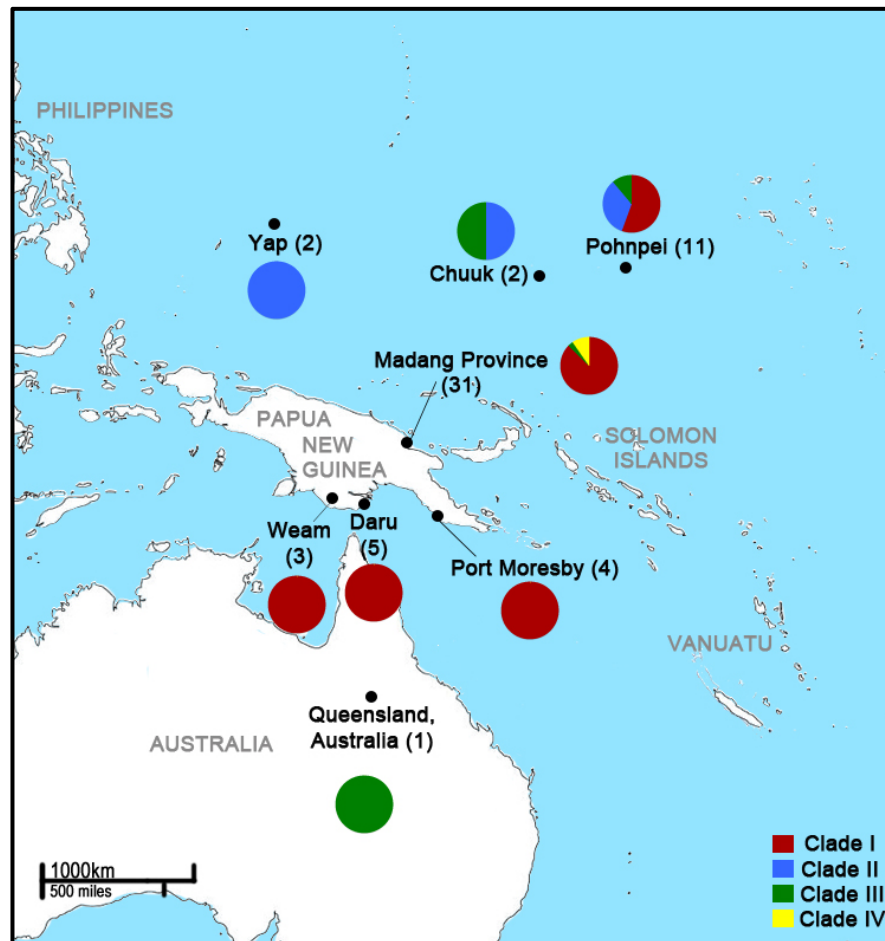 PHILIPPINES
Yap (2)
Chuuk (2)
Pohnpei (11)
Madang Province
(31)
PAPUA
NEW
GUINEA
SOLOMON
ISLANDS
Weam
(3)
Daru
(5)
Port Moresby (4)
VANUATU
Queensland,
Australia (1)
AUSTRALIA
1000km
500 miles
Clade I
Clade II
Clade III
Clade IV